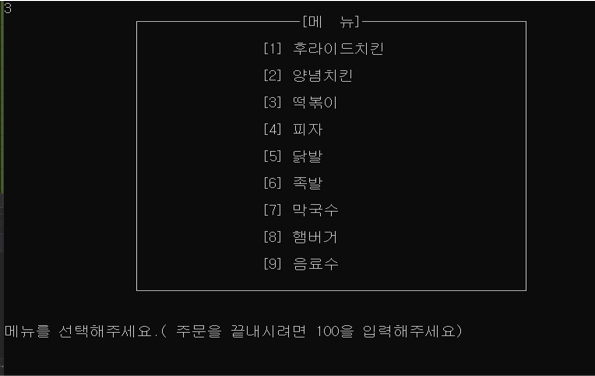 3
[메 뉴]
[1] 후라이드치킨
[2] 양념치킨
[3] 떡볶이
[4] 피자
[5] 닭발
[6] 족발
[7] 막국수
[8] 햄버거
[9] 음료수
메뉴를 선택해주세요.( 주문을 끝내시려면 100을 입력해주세요)